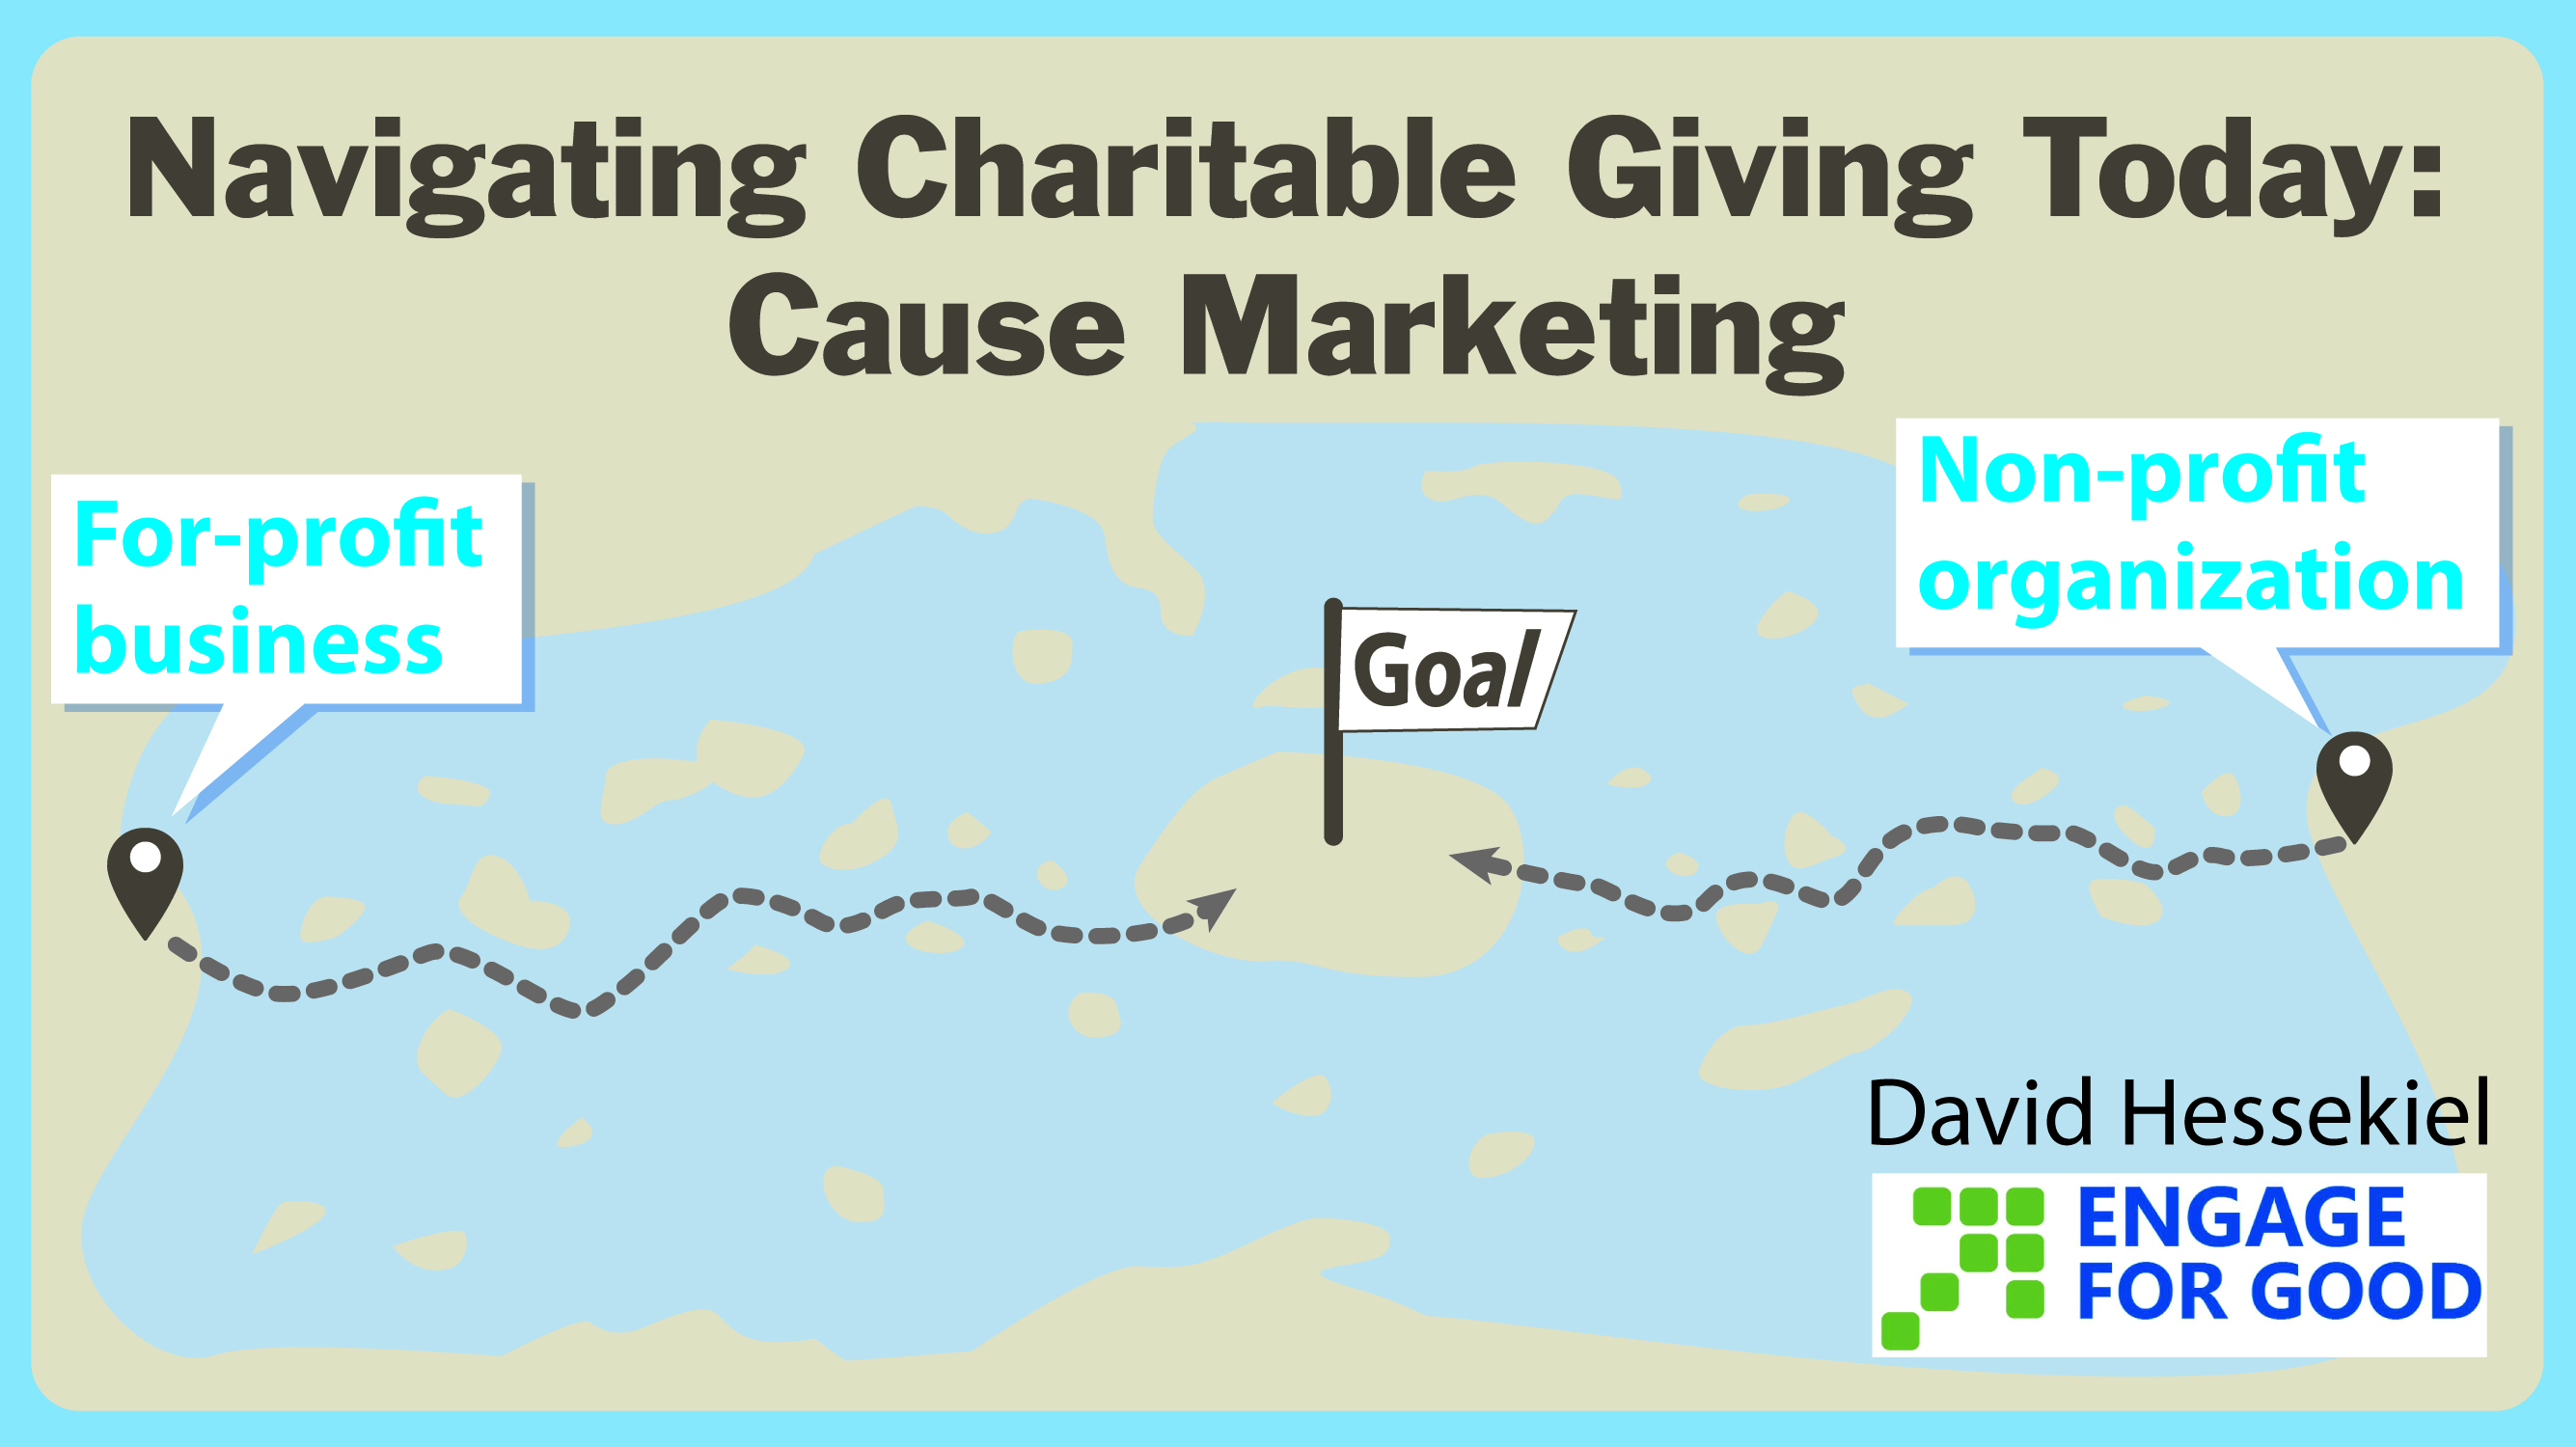 Navigating Charitable Giving Today:
Cause Marketing
For-profit
business
Non-profit
organization
Goal
David Hessekiel
ENGAGE
FOR GOOD